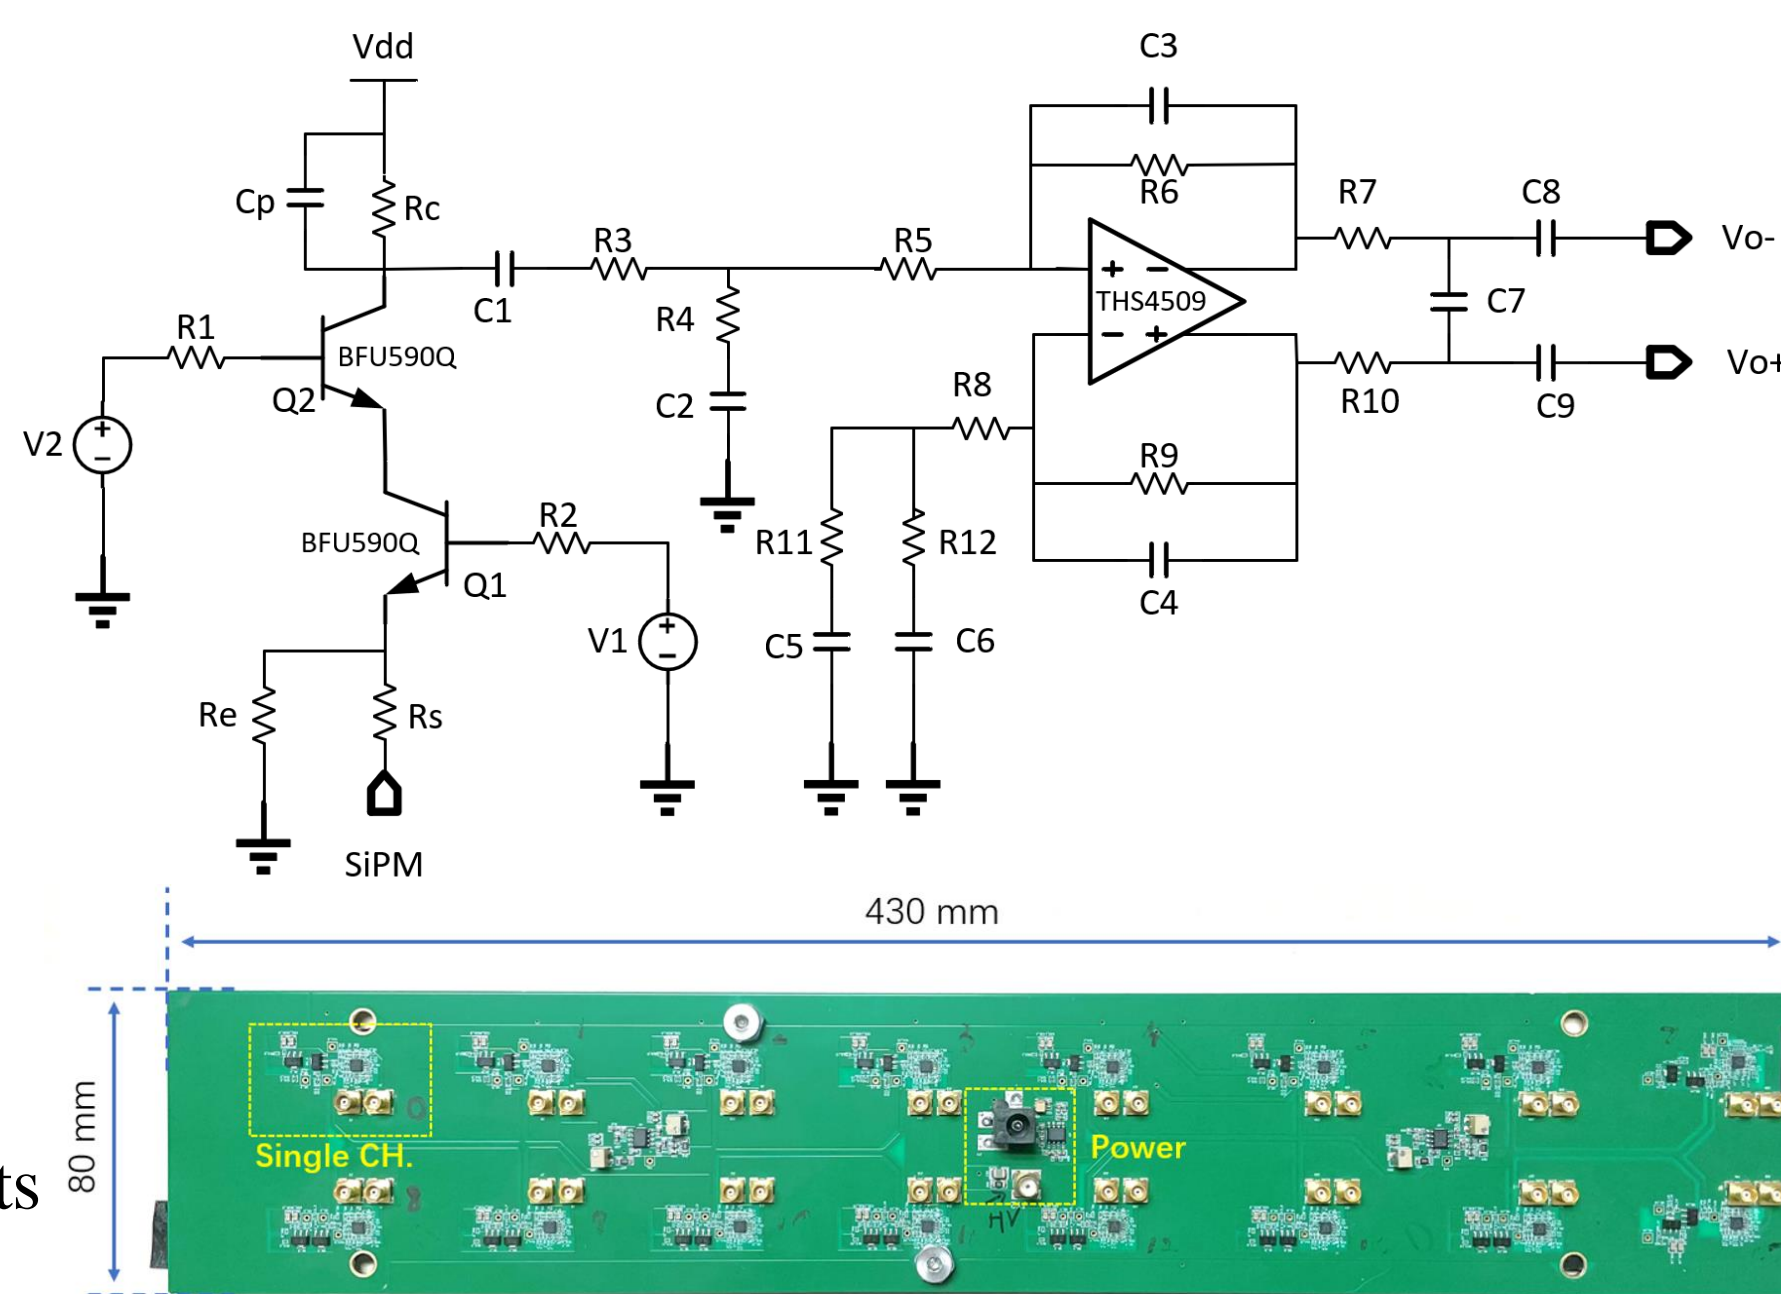 Vdd
C3
Cp
Rc
R6
R7
C8
R3
R5
Vo-
+ −
C1
R4
THS4509
C7
R1
BFU590Q
− +
Vo+
Q2
C2
R8
R10
C9
V2
+
−
R9
R2
BFU590Q
R11
R12
Q1
C4
V1
+
−
C5
C6
Re
Rs
SiPM
430 mm
80 mm
Single CH.
Power
HV
ts